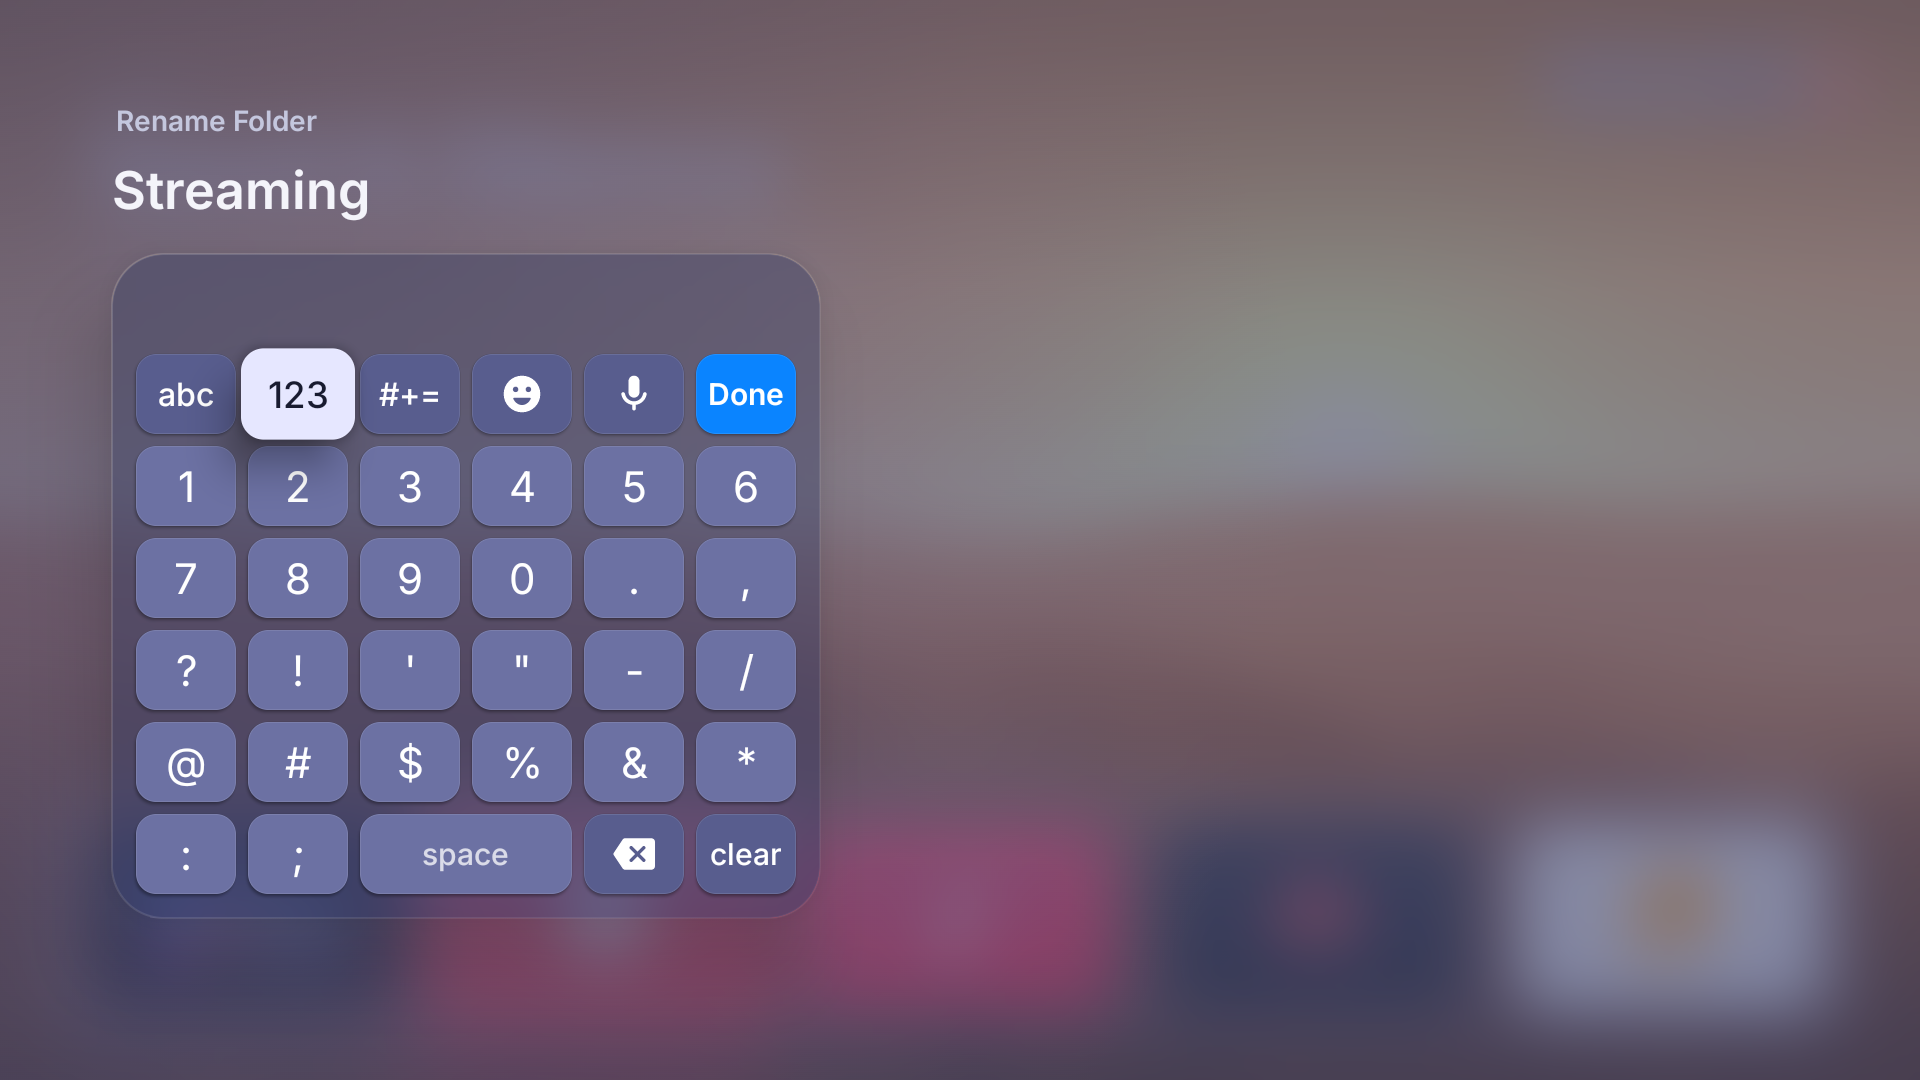 Rename Folder
Streaming
abc 123 #+= Done
1 2 3 4 5 6
7 8 9 0 . ,
? ! ' " - /
@ # $ % & *
: ; space clear